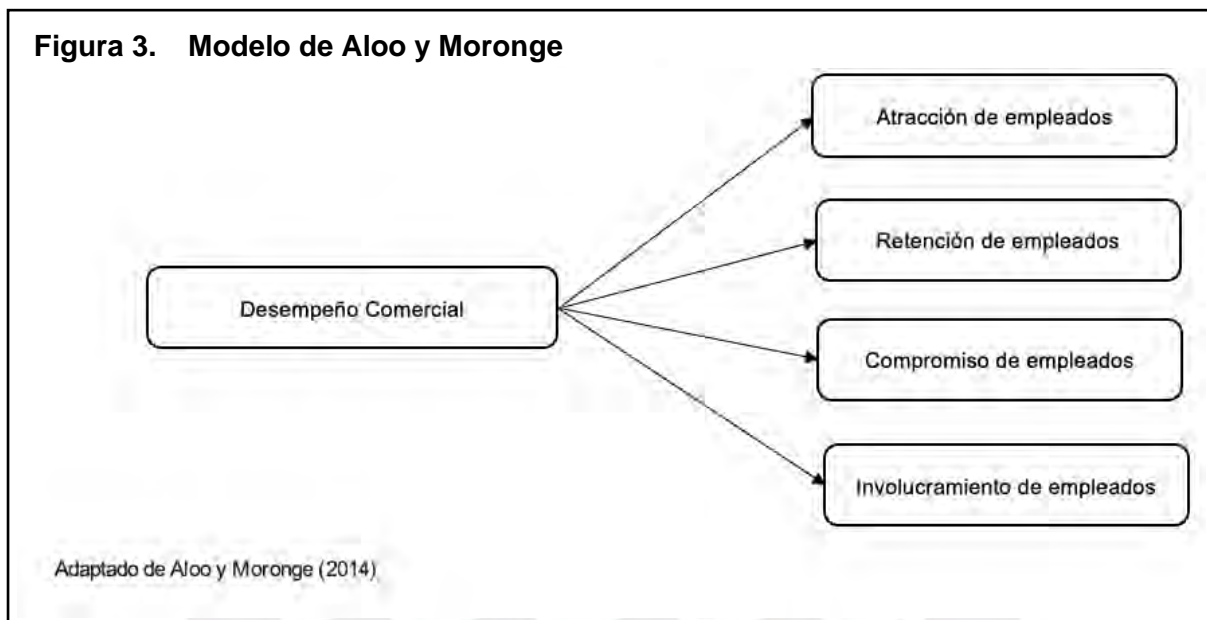 Figura 3. Modelo de Aloo y Moronge
Atracción de empleados
Retención de empleados
Desempeño Comercial
Compromiso de empleados
Involucramiento de empleados
Adaptado de Aloo y Moronge (2014)